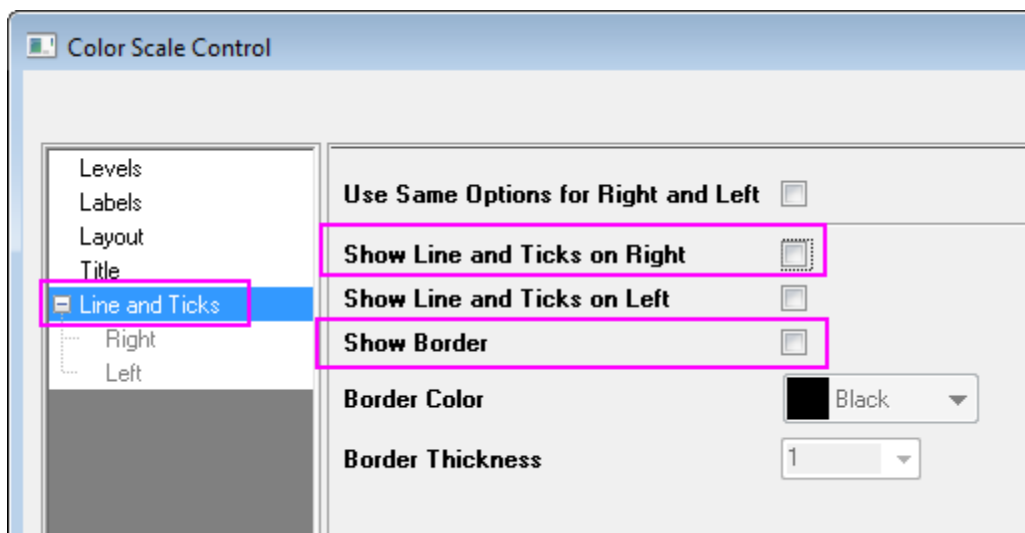 Color Scale Control
Levels
Labels
Layout
Title
Line and Ticks
Right
Left
Use Same Options for Right and Left
Show Line and Ticks on Right
Show Line and Ticks on Left
Show Border
Border Color Black
Border Thickness 1